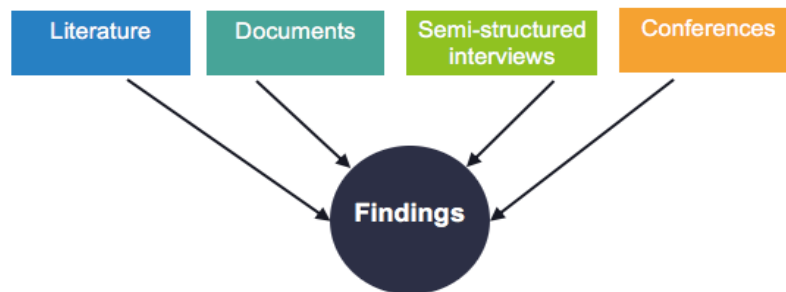 Literature
Documents
Semi-structured
interviews
Conferences
Findings